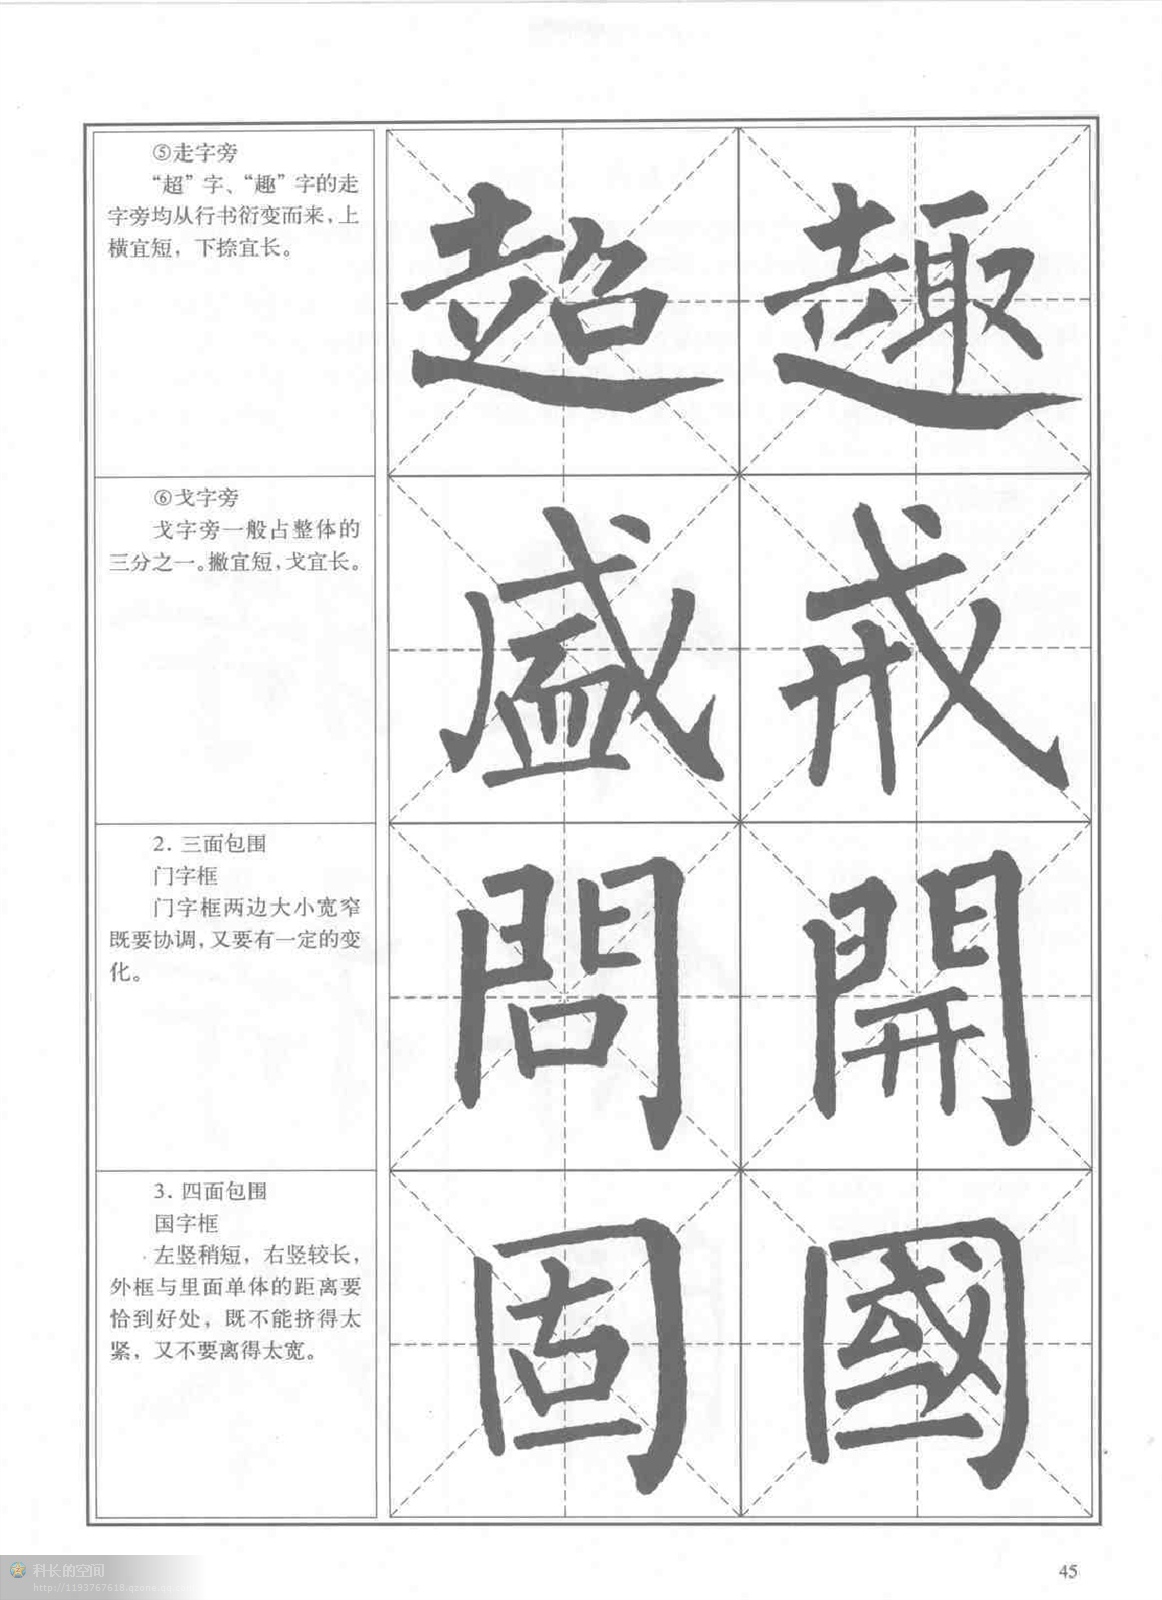 ⑤走字旁
“超”字、“趣”字的走
字旁均从行书衍变而来，上
横宜短，下捺宜长。
超 趣
⑥戈字旁
戈字旁一般占整体的
三分之一。撇宜短，戈宜长。
盛 戒
2. 三面包围
门字框
门字框两边大小宽窄
既要协调，又要有一定的变
化。
問 開
3. 四面包围
国字框
左竖稍短，右竖较长，
外框与里面单体的距离要
恰到好处，既不能挤得太
紧，又不要离得太宽。
固 國
45
科长的空间